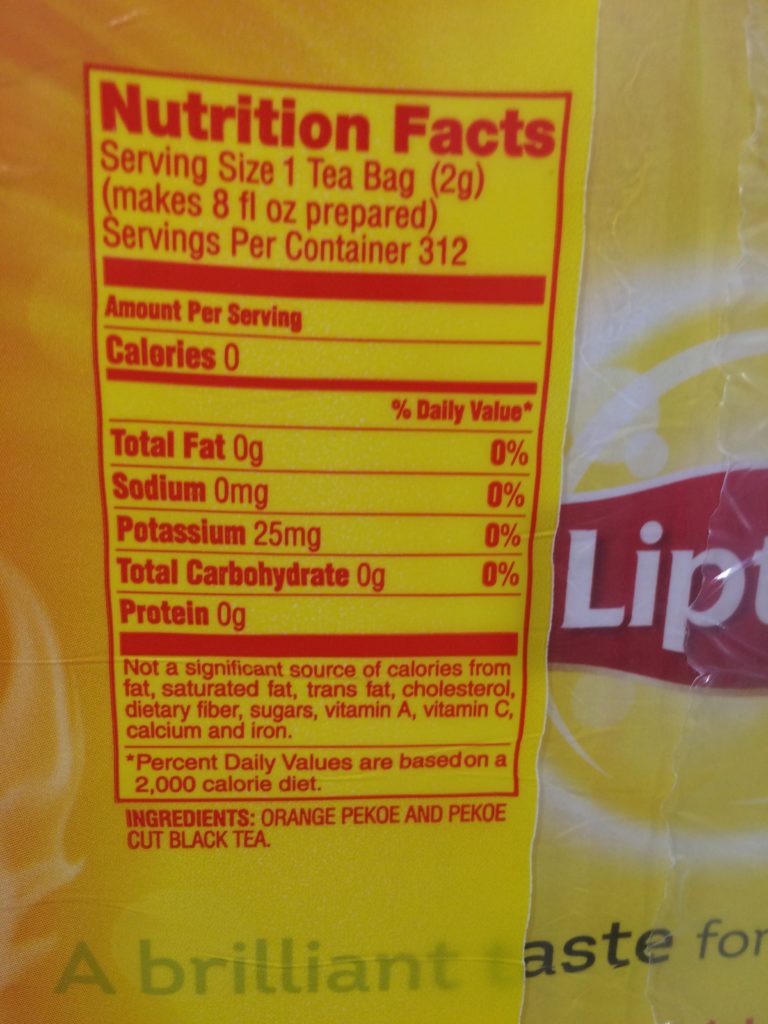 Nutrition Facts
Serving Size 1 Tea Bag (2g)
(makes 8 fl oz prepared)
Servings Per Container 312
Amount Per Serving
Calories 0
% Daily Value*
Total Fat 0g 0%
Sodium 0mg 0%
Potassium 25mg 0%
Total Carbohydrate 0g 0%
Protein 0g
Not a significant source of calories from
fat, saturated fat, trans fat, cholesterol,
dietary fiber, sugars, vitamin A, vitamin C,
calcium and iron.
*Percent Daily Values are based on a
2,000 calorie diet.
INGREDIENTS: ORANGE PEKOE AND PEKOE
CUT BLACK TEA.
Lipt
A brilliant taste for